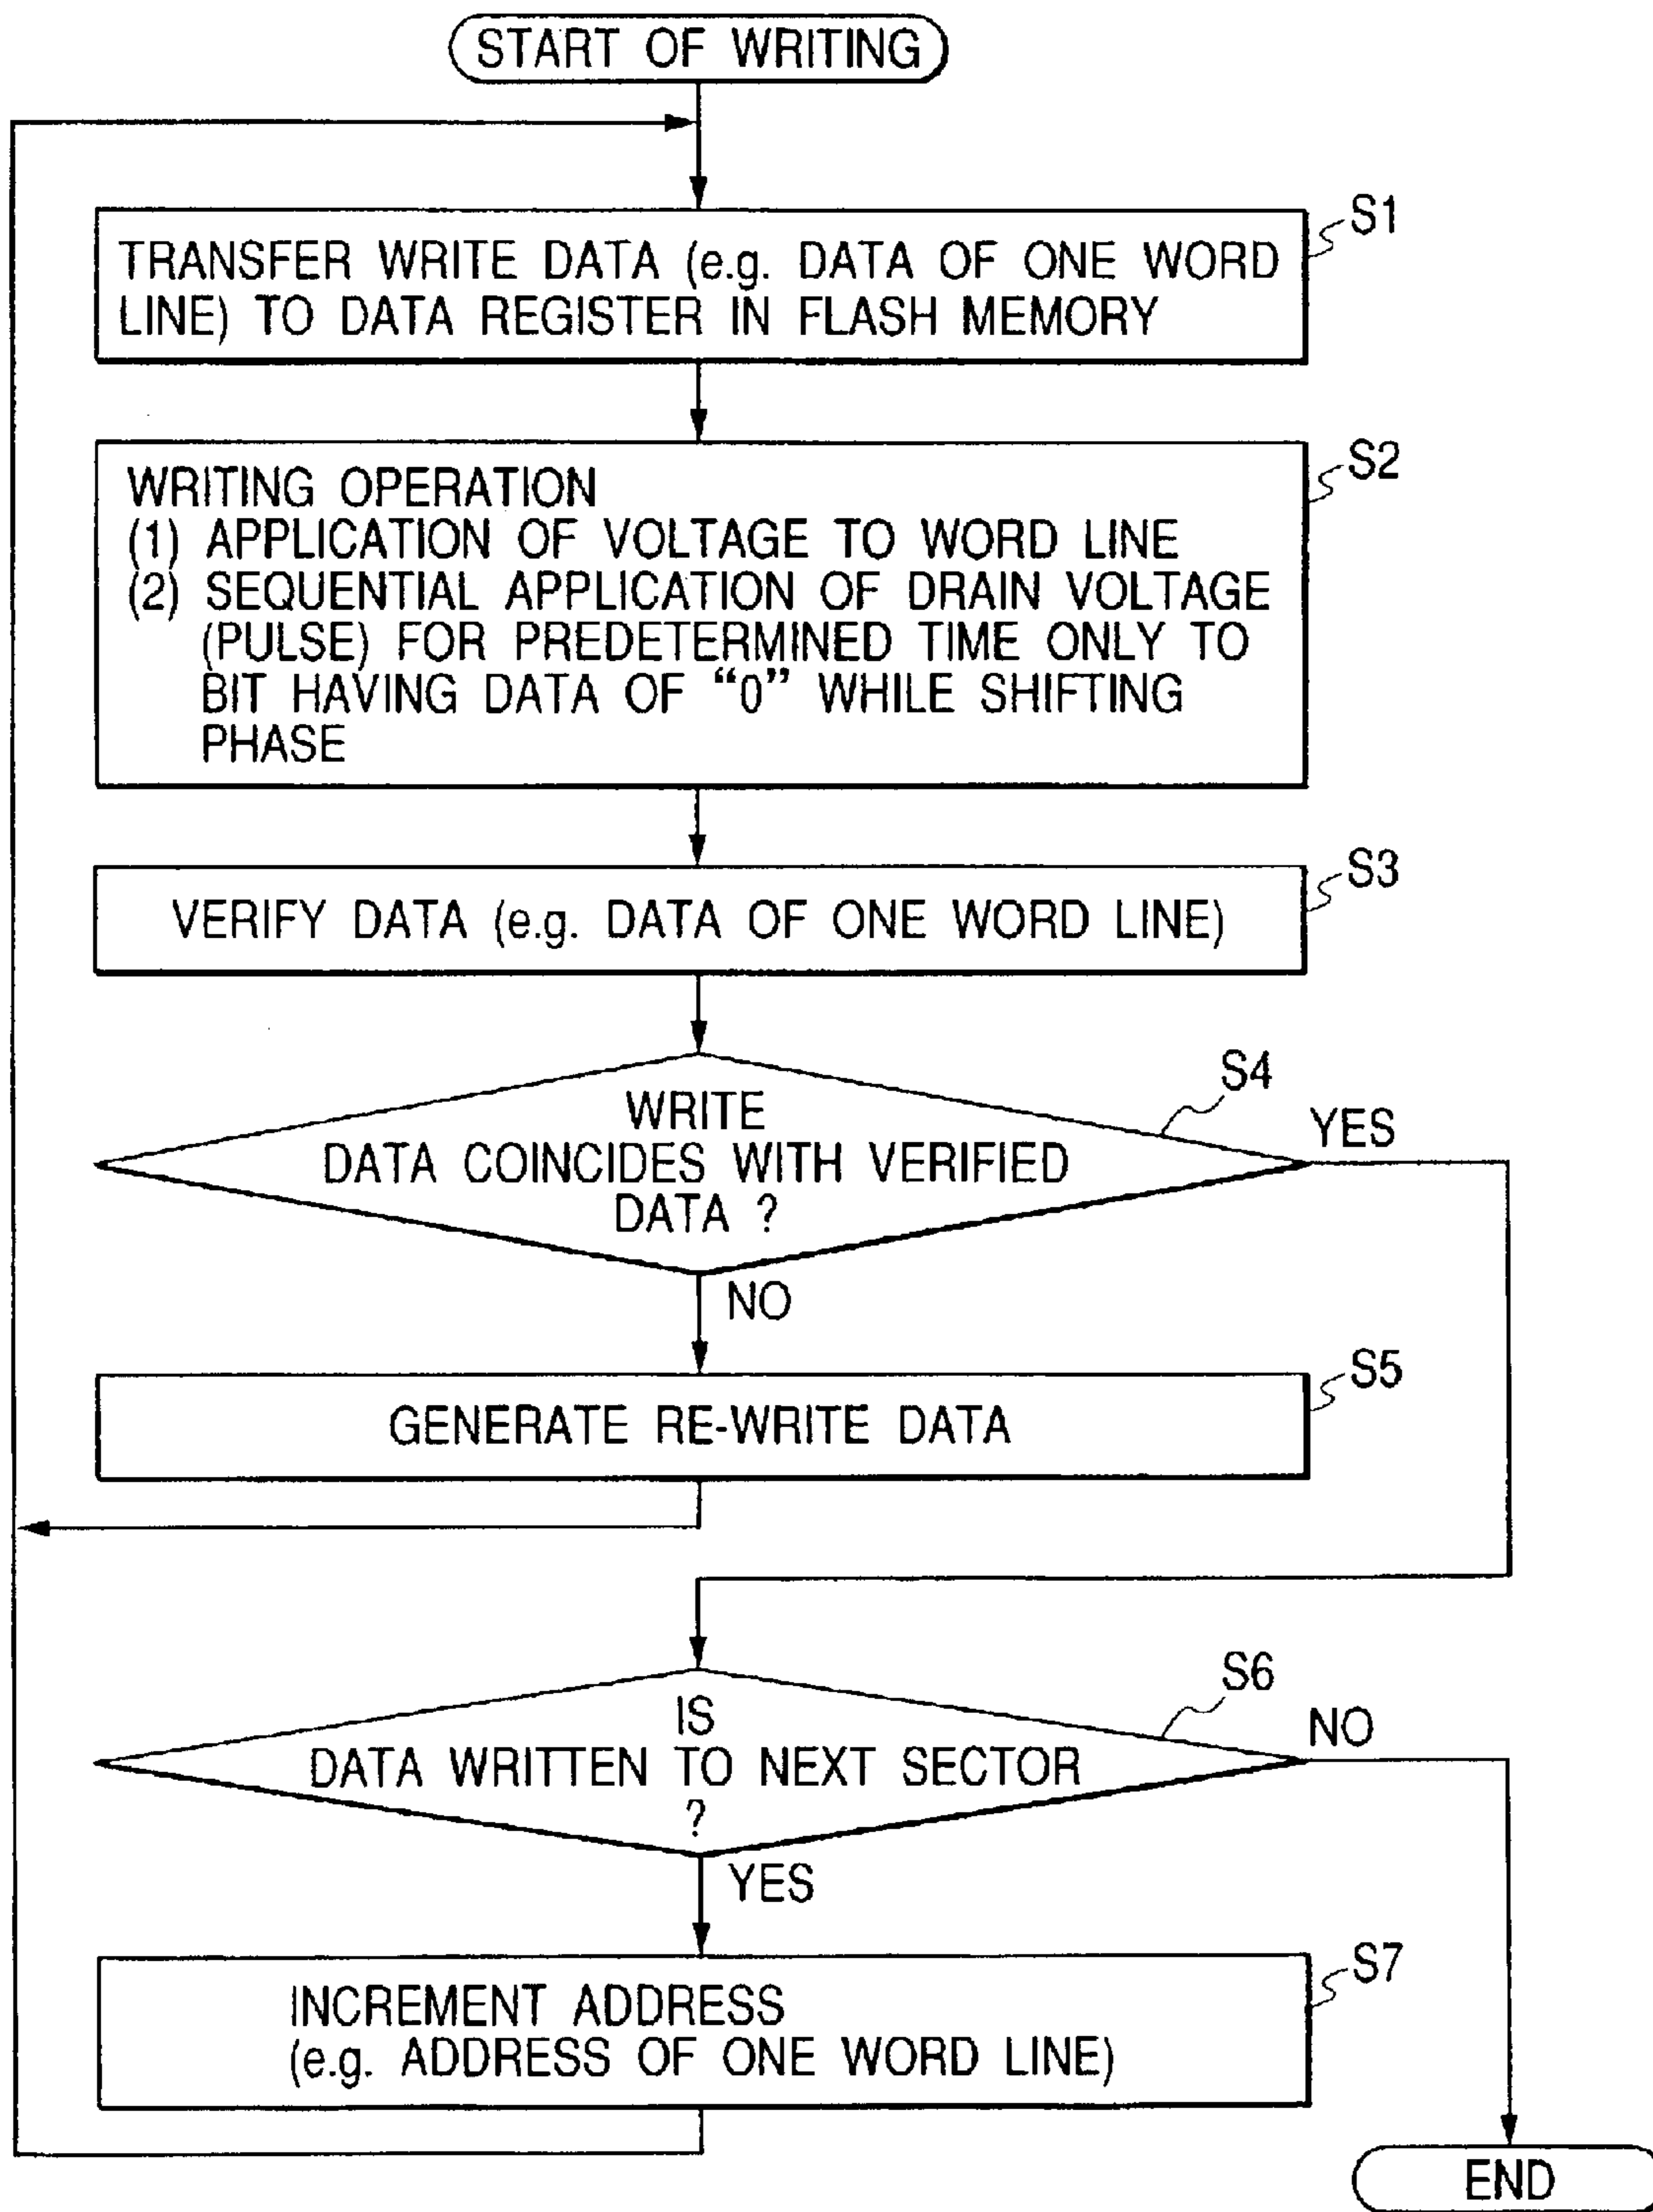 START OF WRITING
S1
TRANSFER WRITE DATA (e.g. DATA OF ONE WORD
LINE) TO DATA REGISTER IN FLASH MEMORY
S2
WRITING OPERATION
(1) APPLICATION OF VOLTAGE TO WORD LINE
(2) SEQUENTIAL APPLICATION OF DRAIN VOLTAGE
(PULSE) FOR PREDETERMINED TIME ONLY TO
BIT HAVING DATA OF “0” WHILE SHIFTING
PHASE
S3
VERIFY DATA (e.g. DATA OF ONE WORD LINE)
S4
WRITE
DATA COINCIDES WITH VERIFIED
DATA ?
YES
NO
S5
GENERATE RE-WRITE DATA
S6
IS
DATA WRITTEN TO NEXT SECTOR
?
NO
YES
S7
INCREMENT ADDRESS
(e.g. ADDRESS OF ONE WORD LINE)
END